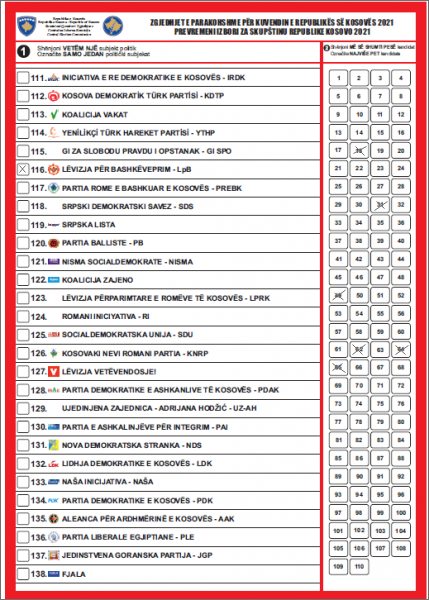 ZGJEDHJET E PARAKOHSHME PËR KUVENDIN E REPUBLIKËS SË KOSOVËS 2021
PREVREMENI IZBORI ZA SKUPŠTINU REPUBLIKE KOSOVO 2021
1 Shënjoni VETËM NJË subjekt politik
Označite SAMO JEDAN politički subjekat
111. INICIATIVA E RE DEMOKRATIKE E KOSOVËS - IRDK
112. KOSOVA DEMOKRATİK TÜRK PARTİSİ - KDTP
113. KOALICIJA VAKAT
114. YENİLİKÇİ TÜRK HAREKET PARTİSİ - YTHP
115. GI ZA SLOBODU PRAVDU I OPSTANAK - GI SPO
116. LËVIZJA PËR BASHKËVEPRIM - LpB
117. PARTIA ROME E BASHKUAR E KOSOVËS - PREBK
118. SRPSKI DEMOKRATSKI SAVEZ - SDS
119. SRPSKA LISTA
120. PARTIA BALLISTE - PB
121. NISMA SOCIALDEMOKRATE - NISMA
122. KOALICIJA ZAJENO
123. LËVIZJA PËRPARIMTARE E ROMËVE TË KOSOVËS - LPRK
124. ROMANI INICIATIVA - RI
125. SOCIALDEMOKRATSKA UNIJA - SDU
126. KOSOVAKI NEVI ROMANI PARTIA - KNRP
127. LËVIZJA VETËVENDOSJE!
128. PARTIA DEMOKRATIKE E ASHKANLIVE TË KOSOVËS - PDAK
129. UJEDINJENA ZAJEDNICA - ADRIJANA HODŽIĆ - UZ-AH
130. PARTIA E ASHKALINJËVE PËR INTEGRIM - PAI
131. NOVA DEMOKRATSKA STRANKA - NDS
132. LIDHJA DEMOKRATIKE E KOSOVËS - LDK
133. NAŠA INICIJATIVA - NAŠA
134. PARTIA DEMOKRATIKE E KOSOVËS - PDK
135. ALEANCA PËR ARDHMËRINË E KOSOVËS - AAK
136. PARTIA LIBERALE EGJIPTIANE - PLE
137. JEDINSTVENA GORANSKA PARTIJA - JGP
138. FJALA
2 Shënjoni MË SË SHUMTI PESË kandidat
Označite NAJVIŠE PET kandidata
1 2 3 4
5 6 7 8
9 10 11 12
13 14 15 16
17 18 19 20
21 22 23 24
25 26 27 28
29 30 31 32
33 34 35 36
37 38 39 40
41 42 43 44
45 46 47 48
49 50 51 52
53 54 55 56
57 58 59 60
61 62 63 64
65 66 67 68
69 70 71 72
73 74 75 76
77 78 79 80
81 82 83 84
85 86 87 88
89 90 91 92
93 94 95 96
97 98 99 100
101 102 103 104
105 106 107 108
109 110